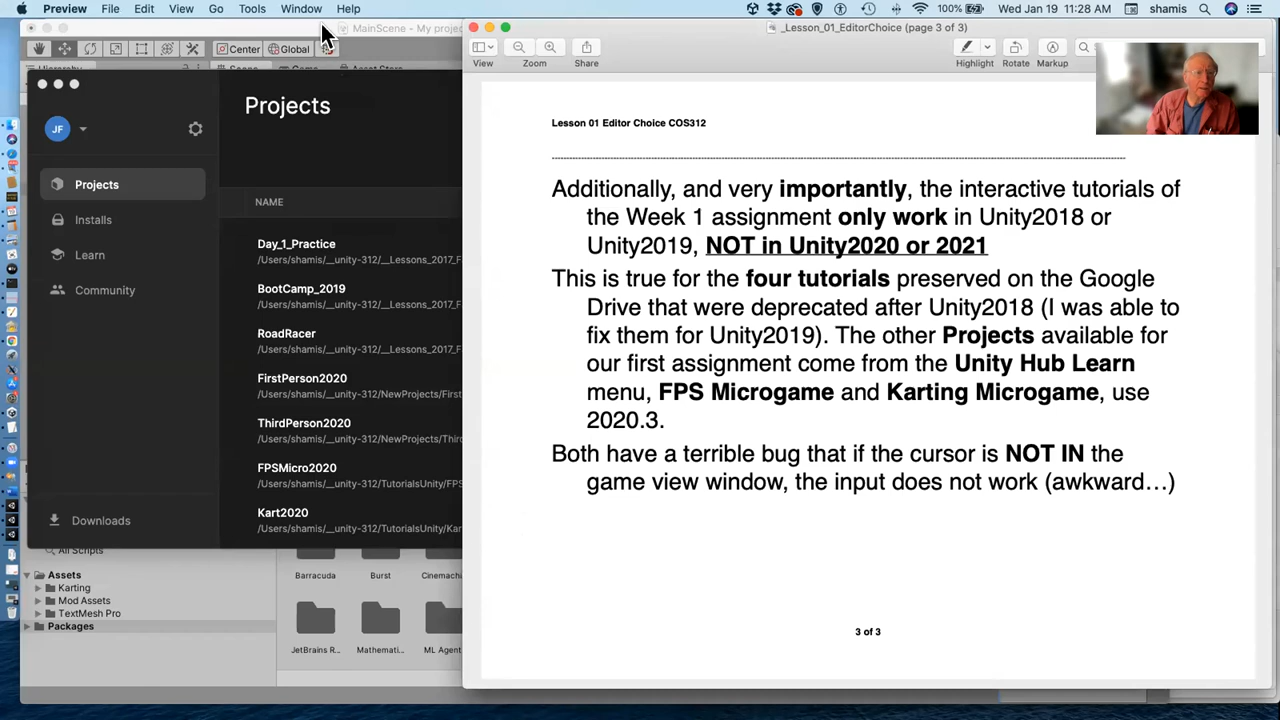 Preview File Edit View Go Tools Window Help
100% Wed Jan 19 11:28 AM shamis
MainScene - My projec
Center Global
JF
Projects
Installs
Learn
Community
Downloads
Projects
NAME
Day_1_Practice
/Users/shamis/__unity-312/__Lessons_2017_F
BootCamp_2019
/Users/shamis/__unity-312/__Lessons_2017_F
RoadRacer
/Users/shamis/__unity-312/__Lessons_2017_F
FirstPerson2020
/Users/shamis/__unity-312/NewProjects/First
ThirdPerson2020
/Users/shamis/__unity-312/NewProjects/Third
FPSMicro2020
/Users/shamis/__unity-312/TutorialsUnity/FPS
Kart2020
/Users/shamis/__unity-312/TutorialsUnity/Kar
All Scripts
Assets
Karting
Mod Assets
TextMesh Pro
Packages
Barracuda Burst Cinemachi
JetBrains R... Mathemati... ML Agent
_Lesson_01_EditorChoice (page 3 of 3)
View Zoom Share Highlight Rotate Markup
Lesson 01 Editor Choice COS312
Additionally, and very importantly, the interactive tutorials of
the Week 1 assignment only work in Unity2018 or
Unity2019, NOT in Unity2020 or 2021
This is true for the four tutorials preserved on the Google
Drive that were deprecated after Unity2018 (I was able to
fix them for Unity2019). The other Projects available for
our first assignment come from the Unity Hub Learn
menu, FPS Microgame and Karting Microgame, use
2020.3.
Both have a terrible bug that if the cursor is NOT IN the
game view window, the input does not work (awkward…)
3 of 3